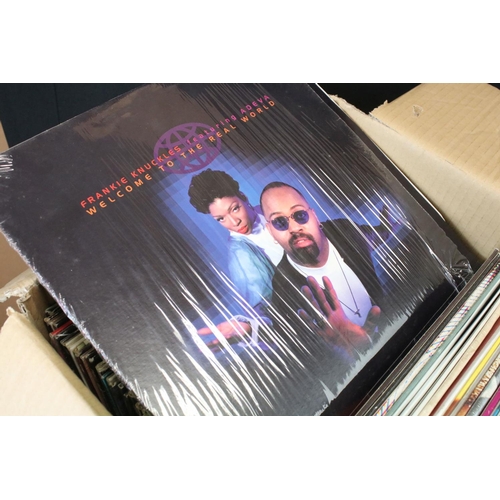 FRANKIE KNUCKLES featuring ADEVA
WELCOME TO THE REAL WORLD